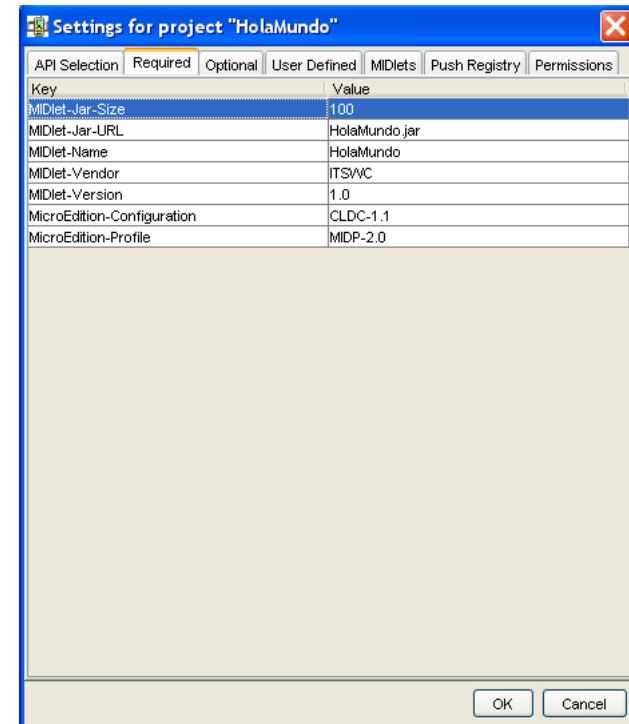 Settings for project "HolaMundo"
API Selection Required Optional User Defined MIDlets Push Registry Permissions
Key Value
MIDlet-Jar-Size 100
MIDlet-Jar-URL HolaMundo.jar
MIDlet-Name HolaMundo
MIDlet-Vendor ITSWC
MIDlet-Version 1.0
MicroEdition-Configuration CLDC-1.1
MicroEdition-Profile MIDP-2.0
OK Cancel